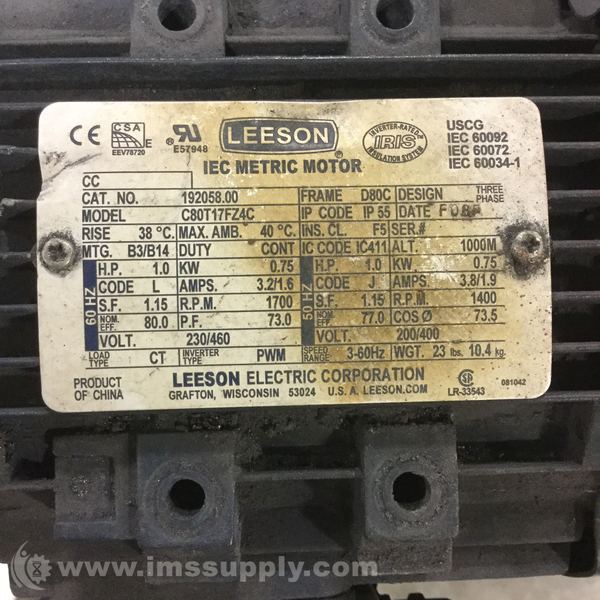 CE CSA E EEV78720 E57948 LEESON ® INVERTER-RATED IRIS INSULATION SYSTEM USCG
IEC 60092
IEC METRIC MOTOR IEC 60072
IEC 60034-1
CC
CAT. NO. 192058.00 FRAME D80C DESIGN THREE PHASE
MODEL C80T17FZ4C IP CODE IP 55 DATE
RISE 38 °C. MAX. AMB. 40 °C. INS. CL. F5 SER.#
MTG. B3/B14 DUTY CONT IC CODE IC411 ALT. 1000M
60 HZ H.P. 1.0 KW 0.75 50 HZ H.P. 1.0 KW 0.75
CODE L AMPS. 3.2/1.6 CODE J AMPS. 3.8/1.9
S.F. 1.15 R.P.M. 1700 S.F. 1.15 R.P.M. 1400
NOM. EFF. 80.0 P.F. 73.0 NOM. EFF. 77.0 COS Ø 73.5
VOLT. 230/460 VOLT. 200/400
LOAD TYPE CT INVERTER TYPE PWM SPEED RANGE 3-60Hz WGT. 23 lbs. 10.4 kg.
PRODUCT OF CHINA LEESON ELECTRIC CORPORATION 081042
GRAFTON, WISCONSIN 53024 U.S.A. LEESON.COM LR-33543
www.imssupply.com